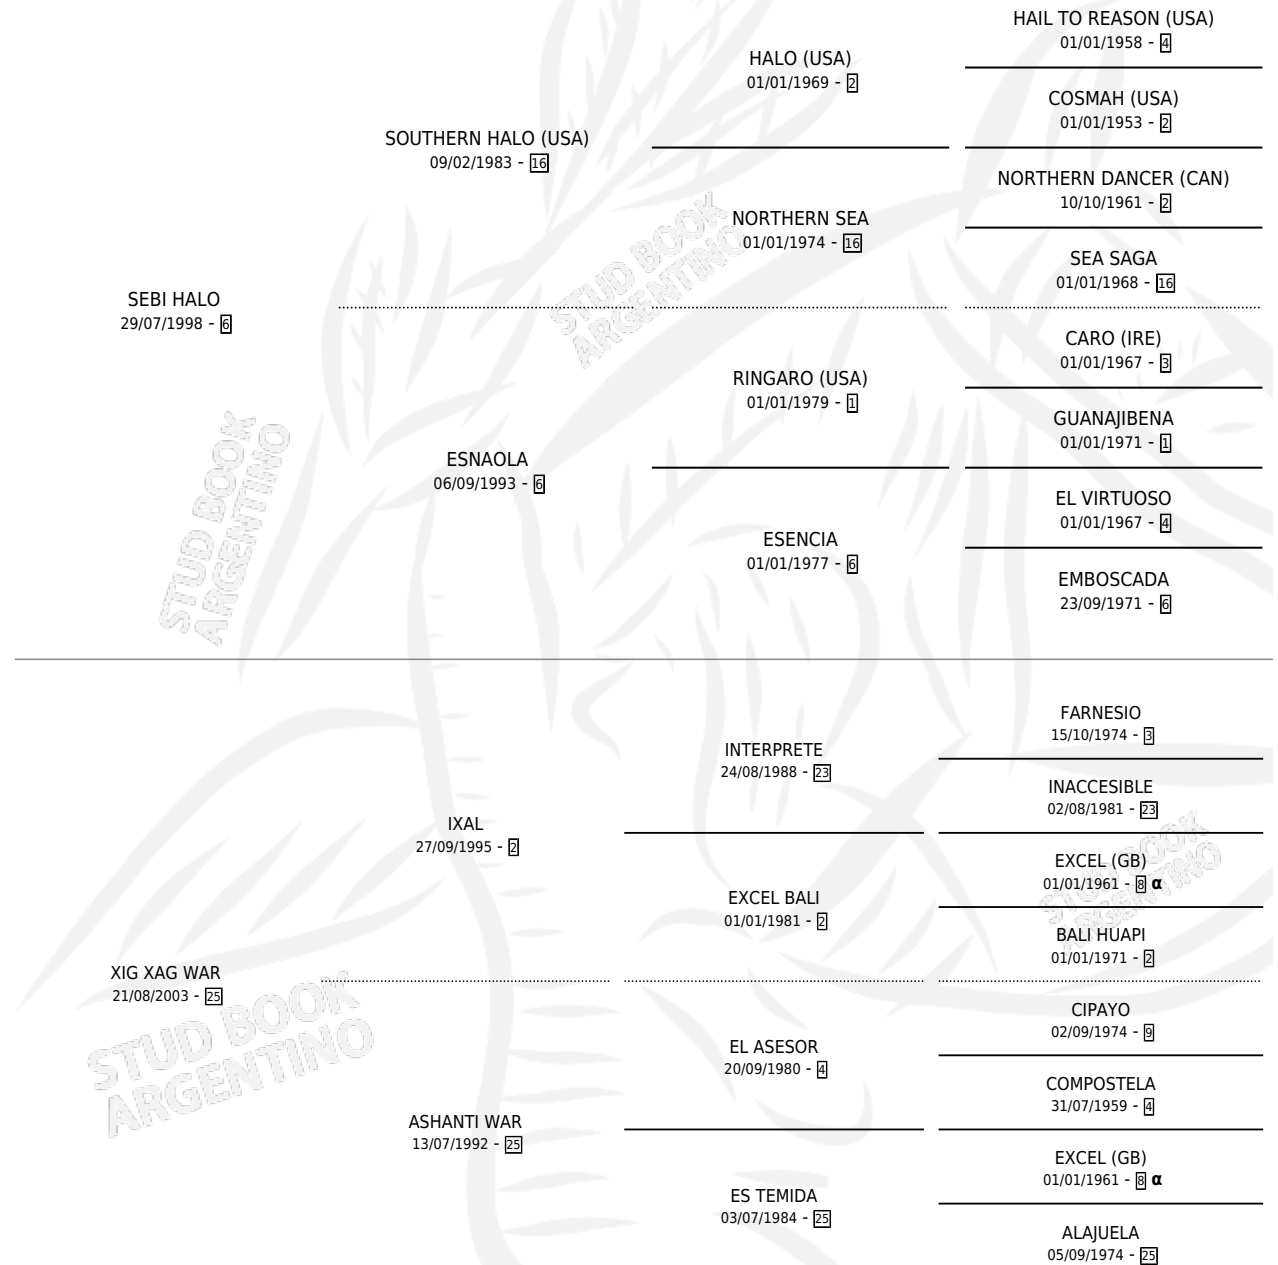 HAIL TO REASON (USA)
01/01/1958 - 4
HALO (USA)
01/01/1969 - 2
COSMAH (USA)
01/01/1953 - 2
SOUTHERN HALO (USA)
09/02/1983 - 16
NORTHERN DANCER (CAN)
10/10/1961 - 2
NORTHERN SEA
01/01/1974 - 16
SEA SAGA
01/01/1968 - 16
SEBI HALO
29/07/1998 - 6
CARO (IRE)
01/01/1967 - 3
RINGARO (USA)
01/01/1979 - 1
GUANAJIBENA
01/01/1971 - 1
ESNAOLA
06/09/1993 - 6
EL VIRTUOSO
01/01/1967 - 4
ESENCIA
01/01/1977 - 6
EMBOSCADA
23/09/1971 - 6
FARNESIO
15/10/1974 - 3
INTERPRETE
24/08/1988 - 23
INACCESIBLE
02/08/1981 - 23
IXAL
27/09/1995 - 2
EXCEL (GB)
01/01/1961 - 8 α
EXCEL BALI
01/01/1981 - 2
BALI HUAPI
01/01/1971 - 2
XIG XAG WAR
21/08/2003 - 25
CIPAYO
02/09/1974 - 9
EL ASESOR
20/09/1980 - 4
COMPOSTELA
31/07/1959 - 4
ASHANTI WAR
13/07/1992 - 25
EXCEL (GB)
01/01/1961 - 8 α
ES TEMIDA
03/07/1984 - 25
ALAJUELA
05/09/1974 - 25
STUD BOOK
ARGENTINO
STUD BOOK
ARGENTINO
STUD BOOK
ARGENTINO
STUD BOOK
ARGENTINO